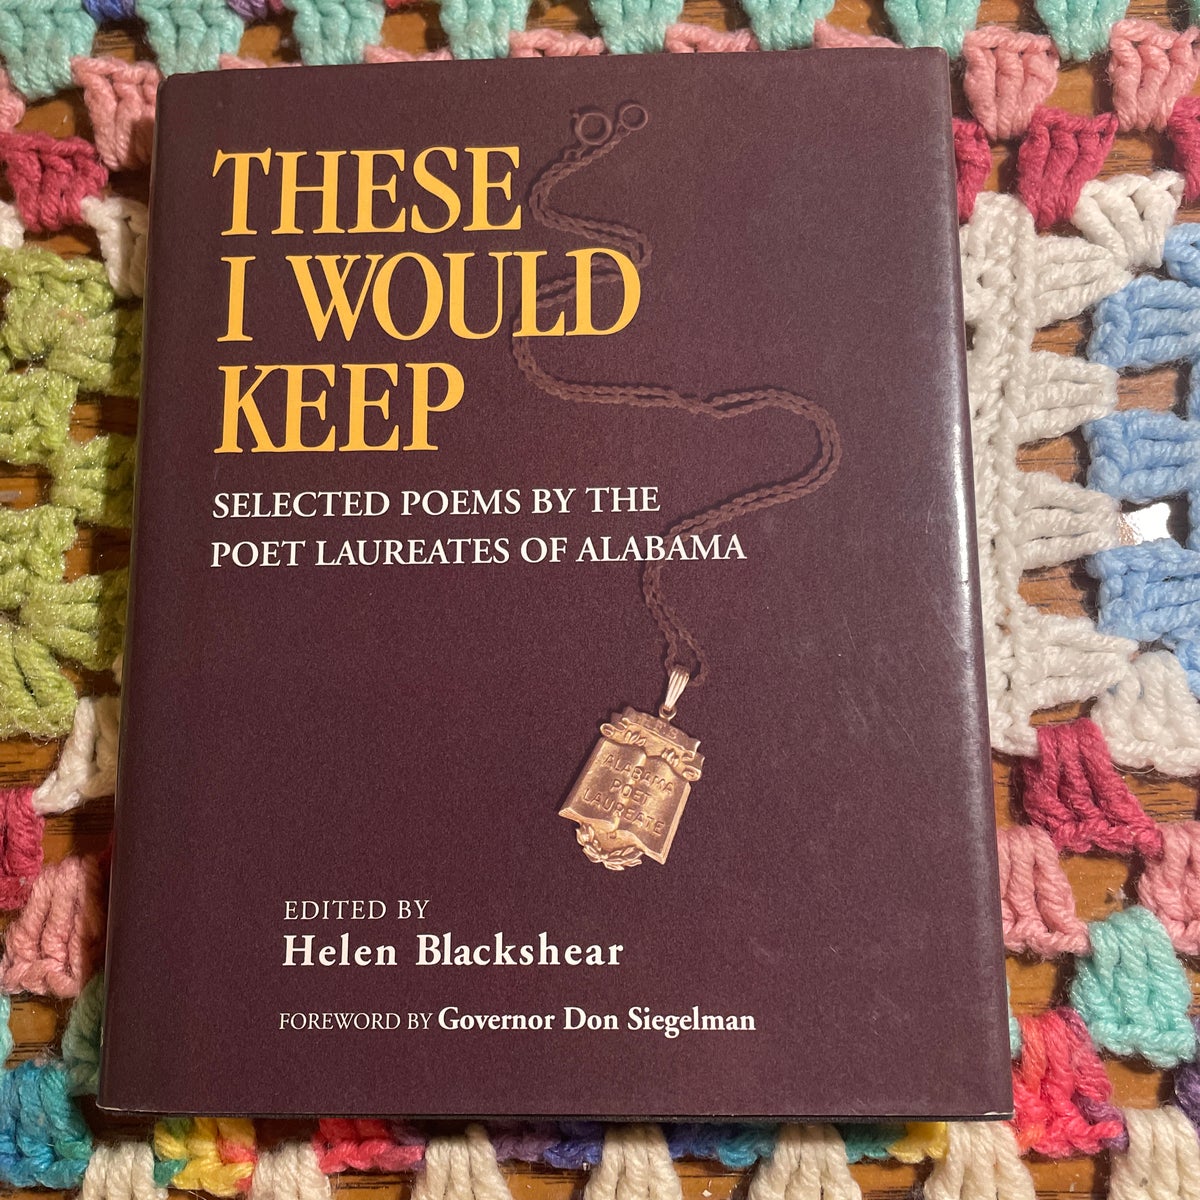 THESE
I WOULD
KEEP
SELECTED POEMS BY THE
POET LAUREATES OF ALABAMA
ALABAMA
POET
LAUREATE
EDITED BY
Helen Blackshear
FOREWORD BY Governor Don Siegelman